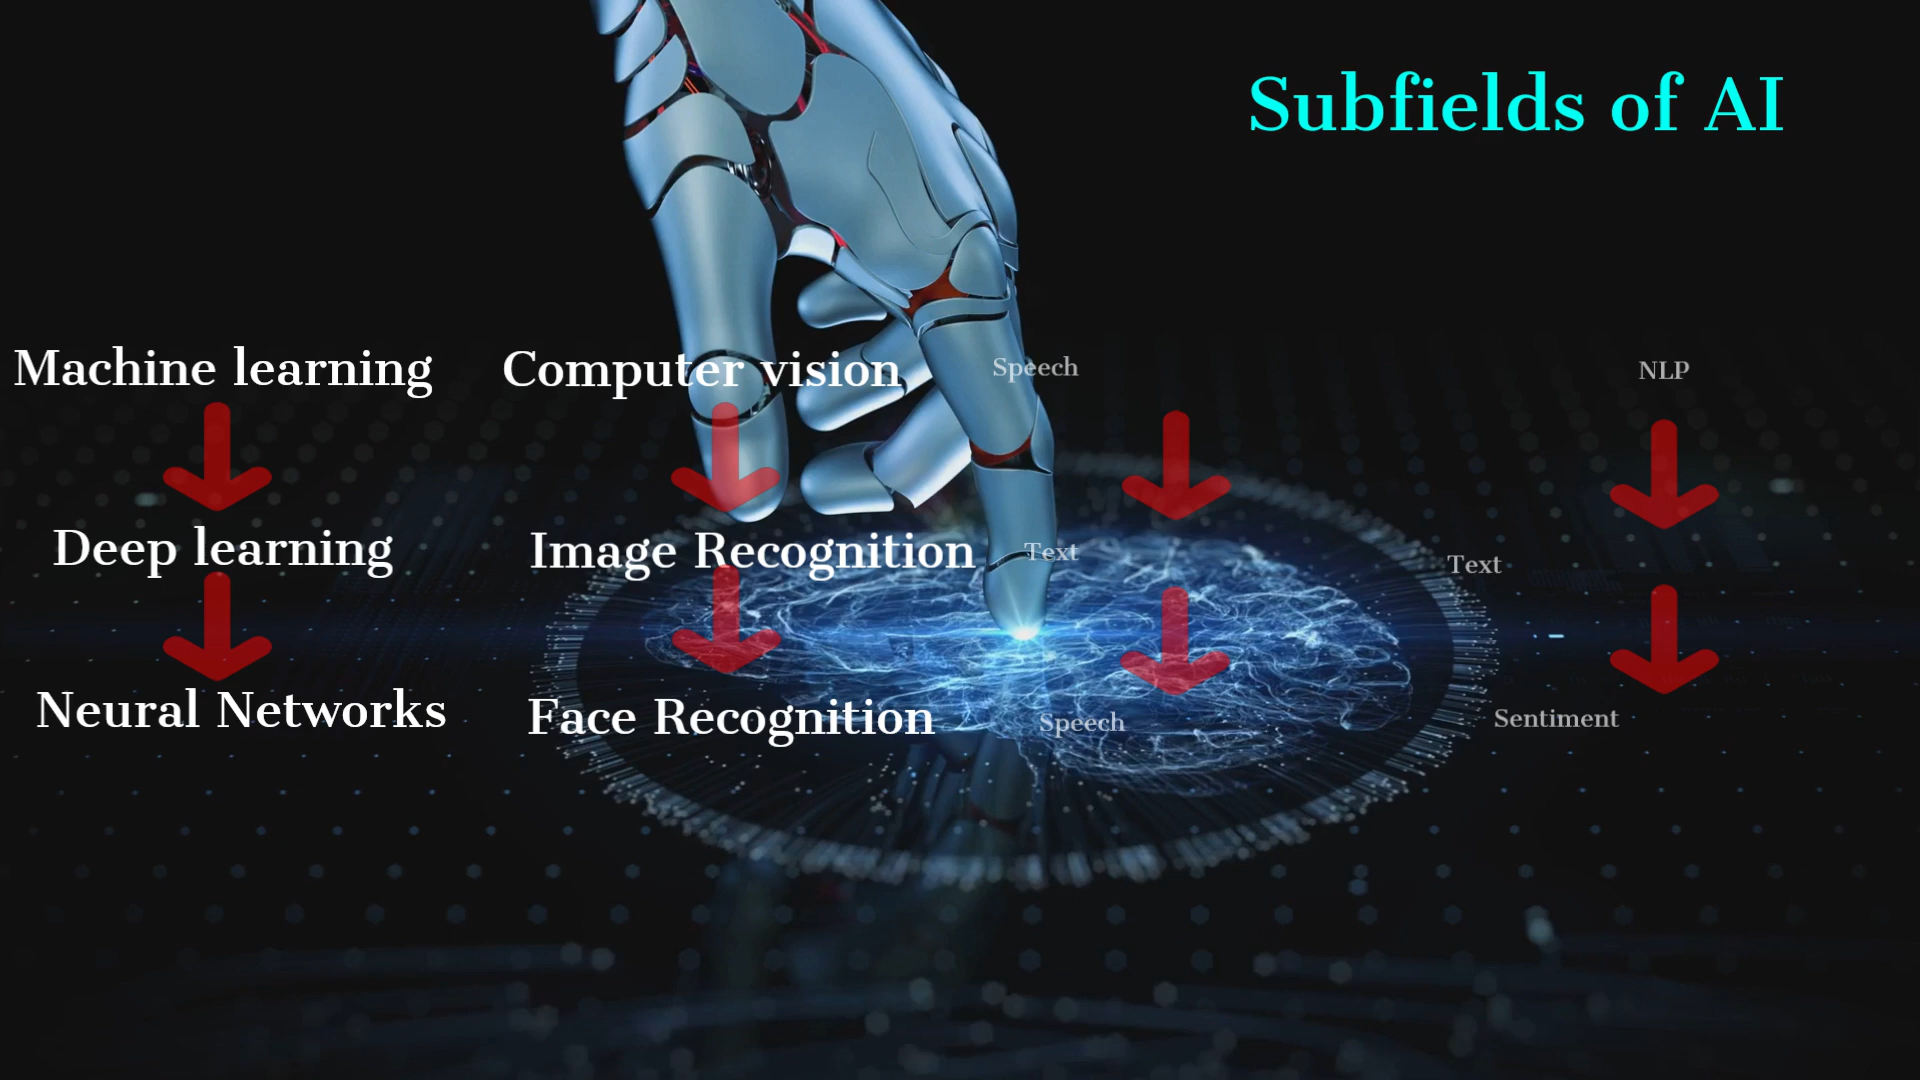 Subfields of AI
Machine learning
Computer vision
Speech
NLP
Deep learning
Image Recognition
Text
Text
Neural Networks
Face Recognition
Speech
Sentiment